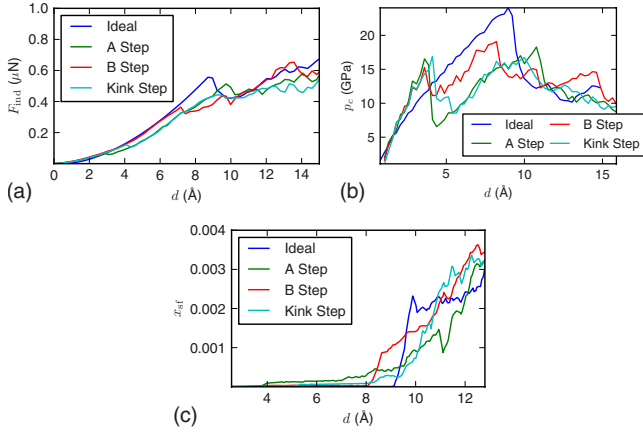 1.0
0.8
0.6
0.4
0.2
F_ind (μN)
Ideal
A Step
B Step
Kink Step
0 2 4 6 8 10 12 14
d (Å)
(a)
20
15
10
5
p_c (GPa)
Ideal B Step
A Step Kink Step
5 10 15
d (Å)
(b)
0.004
0.003
0.002
0.001
x_sf
Ideal
A Step
B Step
Kink Step
4 6 8 10 12
d (Å)
(c)